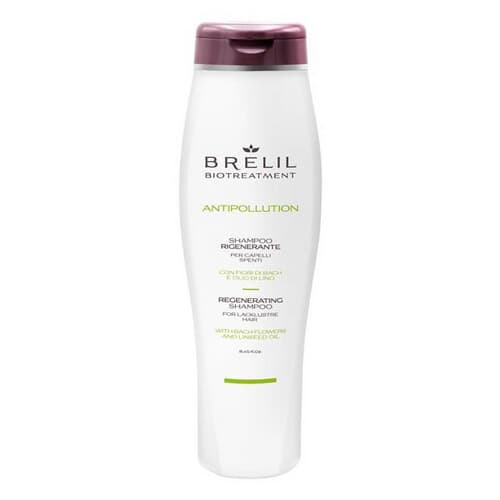 BRELIL
BIOTREATMENT
ANTIPOLLUTION
SHAMPOO
RIGENERANTE
PER CAPELLI
SPENTI
CON FIORI DI BACH
E OLIO DI LINO
REGENERATING
SHAMPOO
FOR LACKLUSTRE
HAIR
WITH BACH FLOWERS
AND LINSEED OIL